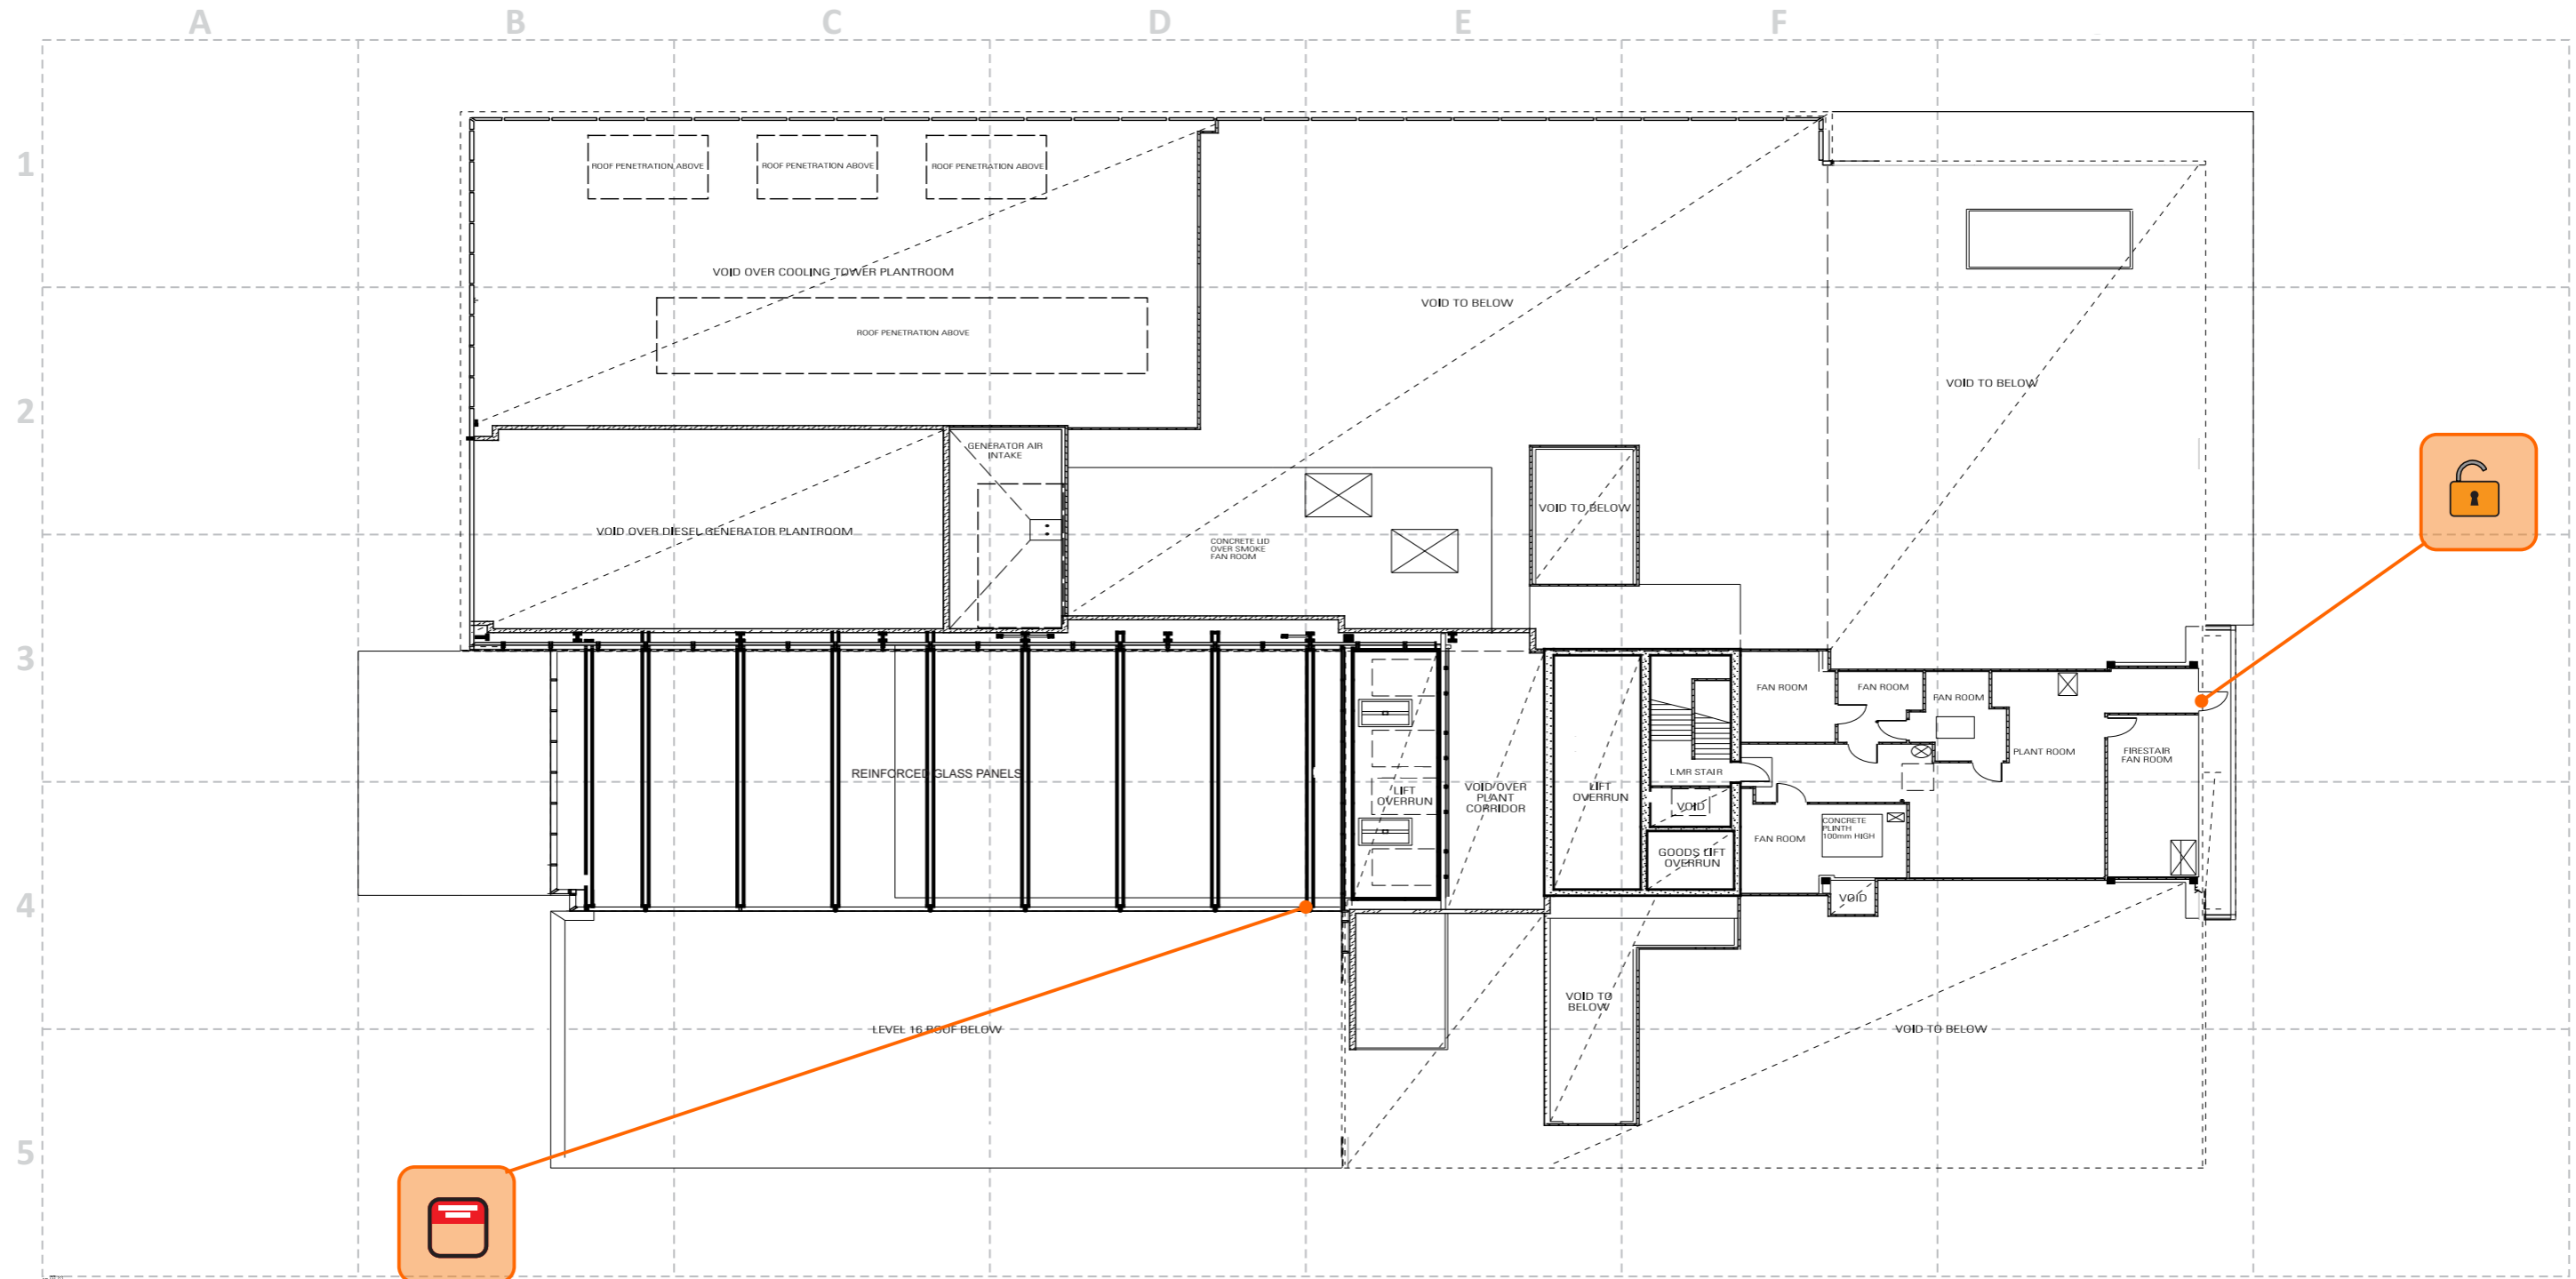 A B C D E F
1
ROOF PENETRATION ABOVE
ROOF PENETRATION ABOVE
ROOF PENETRATION ABOVE
VOID OVER COOLING TOWER PLANTROOM
VOID TO BELOW
ROOF PENETRATION ABOVE
VOID TO BELOW
2
GENERATOR AIR
INTAKE
VOID TO BELOW
VOID OVER DIESEL GENERATOR PLANTROOM
CONCRETE LID
OVER SMOKE
FAN ROOM
3
FAN ROOM
FAN ROOM
FAN ROOM
PLANT ROOM
FIRESTAIR
FAN ROOM
REINFORCED GLASS PANELS
LMR STAIR
LIFT
OVERRUN
VOID OVER
PLANT
CORRIDOR
LIFT
OVERRUN
VOID
CONCRETE
PLINTH
100mm HIGH
FAN ROOM
GOODS LIFT
OVERRUN
VOID
4
VOID TO
BELOW
LEVEL 16 ROOF BELOW
VOID TO BELOW
5